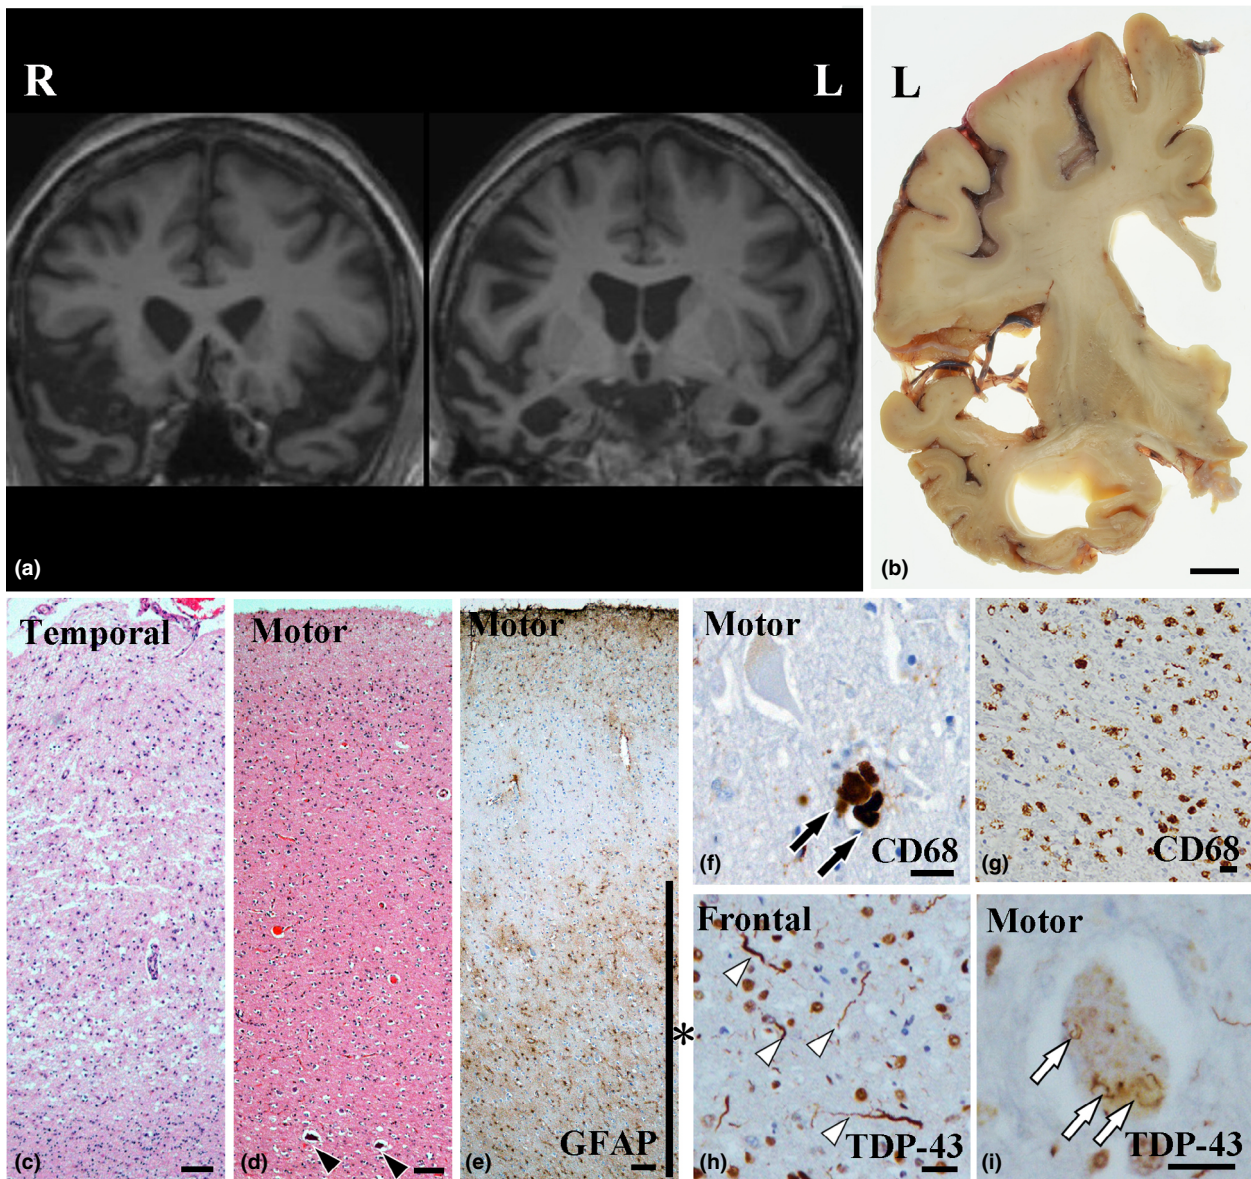 R
L
(a)
L
(b)
Temporal
(c)
Motor
(d)
Motor
*
GFAP
(e)
Motor
CD68
(f)
CD68
(g)
Frontal
TDP-43
(h)
Motor
TDP-43
(i)